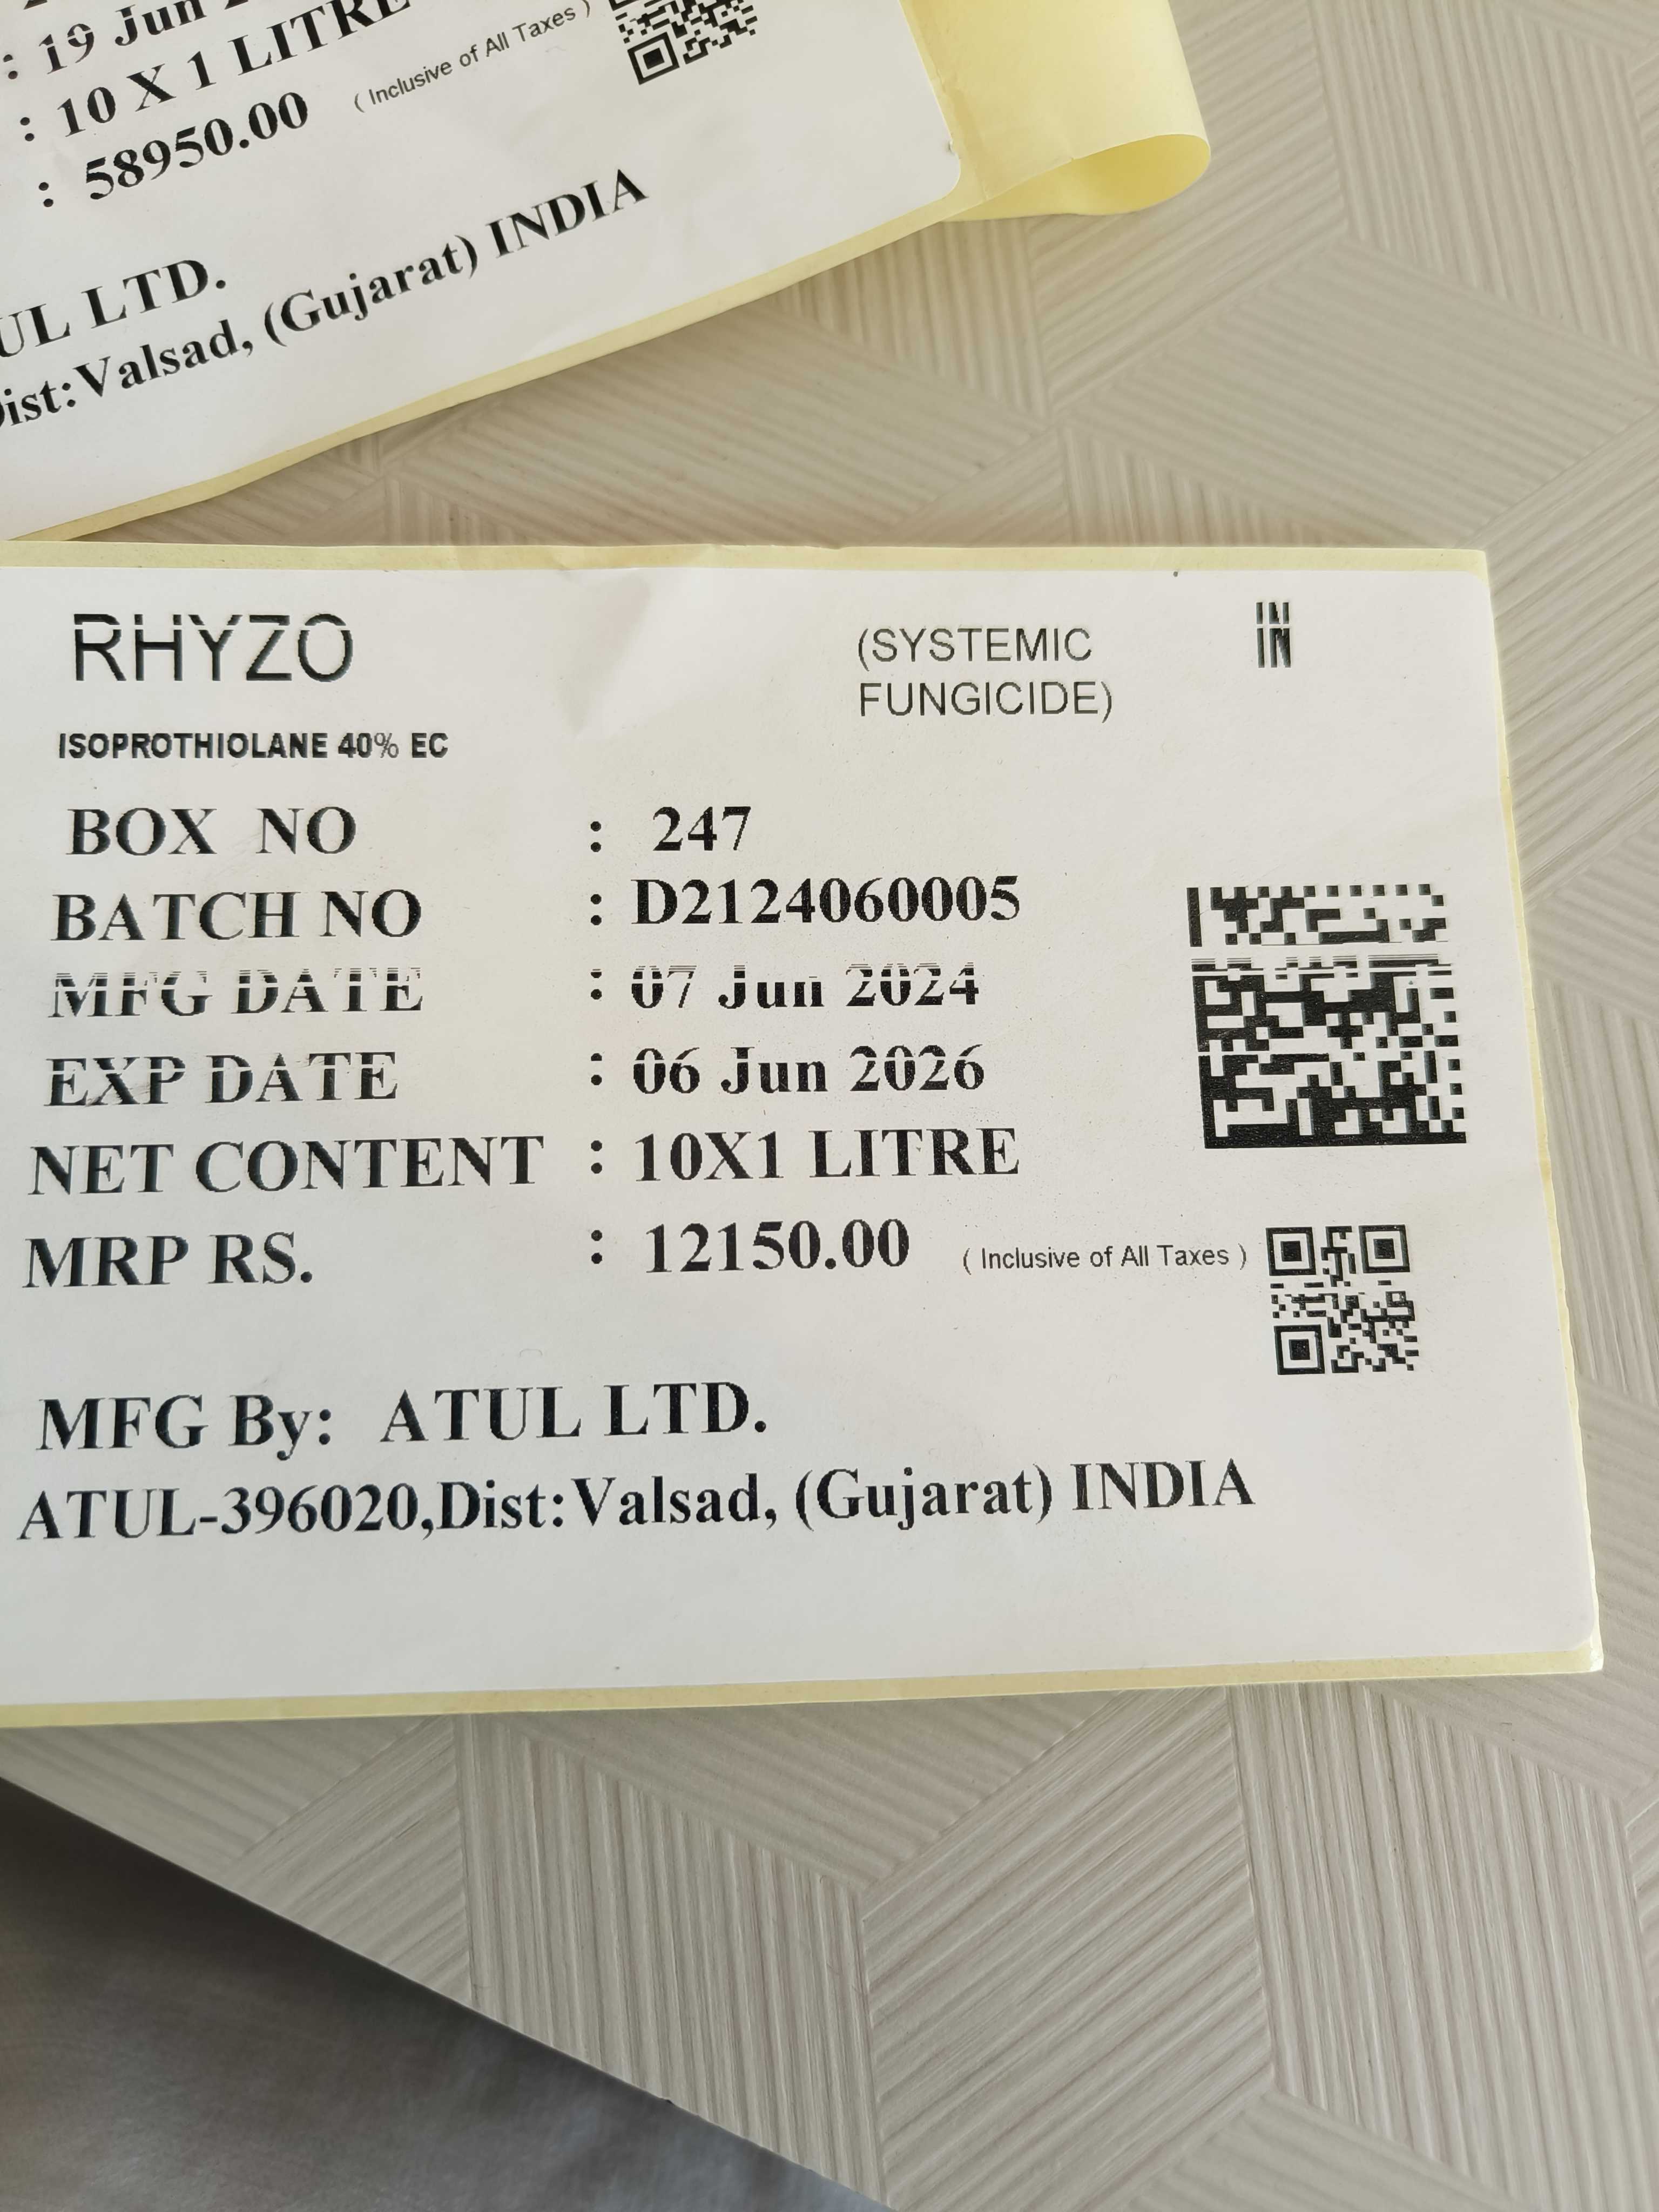 : 19 Jun
: 10 X 1 LITRE
: 58950.00 ( Inclusive of All Taxes )
UL LTD.
Dist:Valsad, (Gujarat) INDIA
RHYZO (SYSTEMIC FUNGICIDE) IN
ISOPROTHIOLANE 40% EC
BOX NO : 247
BATCH NO : D2124060005
MFG DATE : 07 Jun 2024
EXP DATE : 06 Jun 2026
NET CONTENT : 10X1 LITRE
MRP RS. : 12150.00 ( Inclusive of All Taxes )
MFG By: ATUL LTD.
ATUL-396020,Dist:Valsad, (Gujarat) INDIA